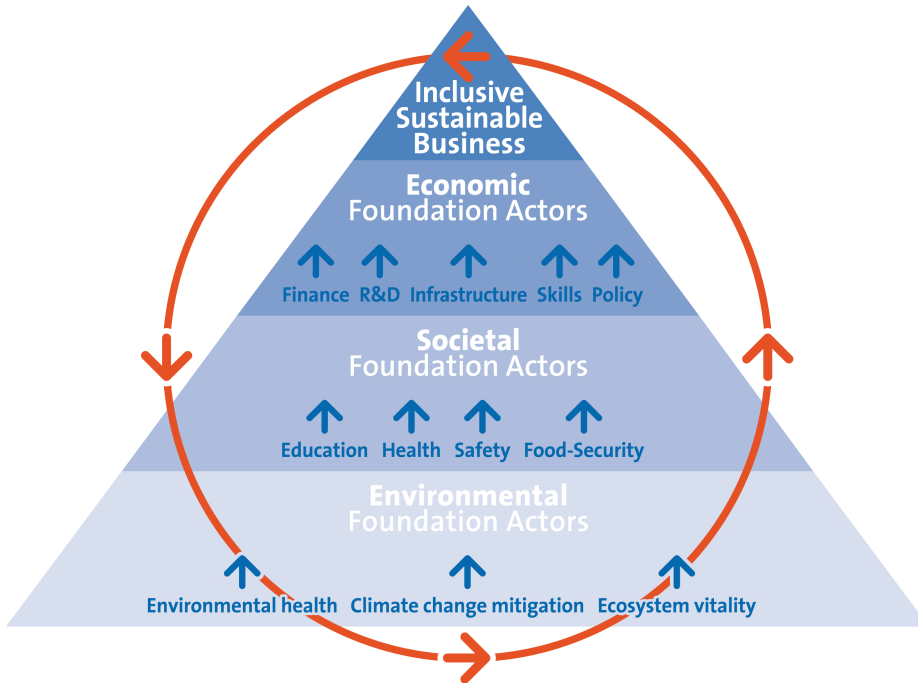 Inclusive
Sustainable
Business
Economic
Foundation Actors
Finance R&D Infrastructure Skills Policy
Societal
Foundation Actors
Education Health Safety Food-Security
Environmental
Foundation Actors
Environmental health Climate change mitigation Ecosystem vitality